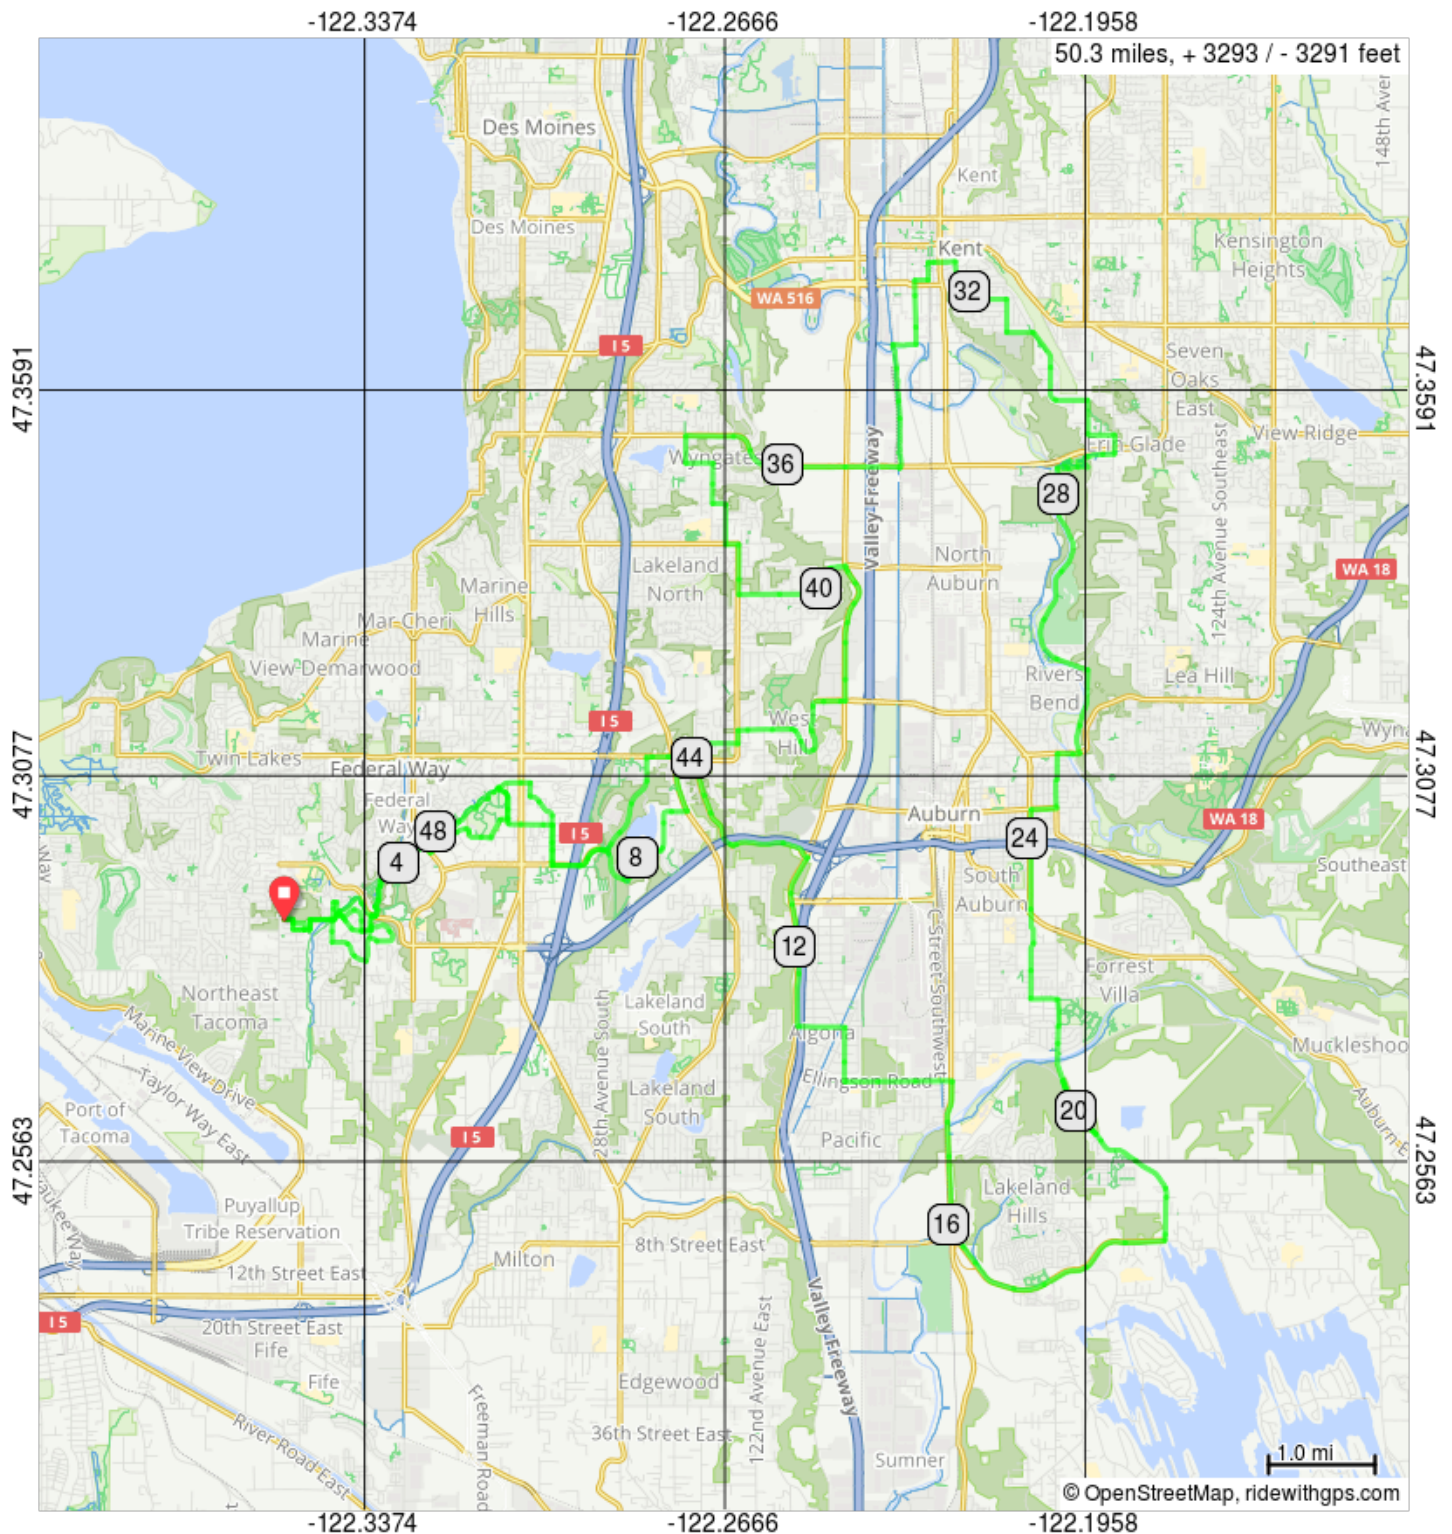 -122.3374
-122.2666
-122.1958
50.3 miles, + 3293 / - 3291 feet
Des Moines
148th Aver
Kent
Des Moines
Kent
Kensington
Heights
32
WA 516
I 5
Seven
Oaks
East
47.3591
47.3591
Wyngate
36
Erin Glade
View Ridge
28
Valley Freeway
124th Avenue Southeast
North
Auburn
WA 18
Lakeland
North
40
Marine
Hills
Mar Cheri
Marine
View Demarwood
Rivers
Bend
Lea Hill
I 5
West
Hill
Wyna
Twin Lakes
Federal Way
44
47.3077
47.3077
Federal
Way
48
I 5
Auburn
WA 18
Way
4
8
24
South
Auburn
Southeast
12
C Street Southwest
Forrest
Villa
Northeast
Tacoma
Lakeland
South
28th Avenue South
Algona
Marine View Drive
Muckleshoo
Taylor Way East
Ellingson Road
Port of
Tacoma
Lakeland
South
20
Auburn E
I 5
Pacific
47.2563
47.2563
Lakeland
Hills
Puyallup
Tribe Reservation
waukee Way
16
8th Street East
Milton
12th Street East
I 5
20th Street East
Fife
Valley Freeway
122nd Avenue East
Fife
Edgewood
Freeman Road
36th Street East
River Road East
Sumner
1.0 mi
© OpenStreetMap, ridewithgps.com
-122.3374
-122.2666
-122.1958